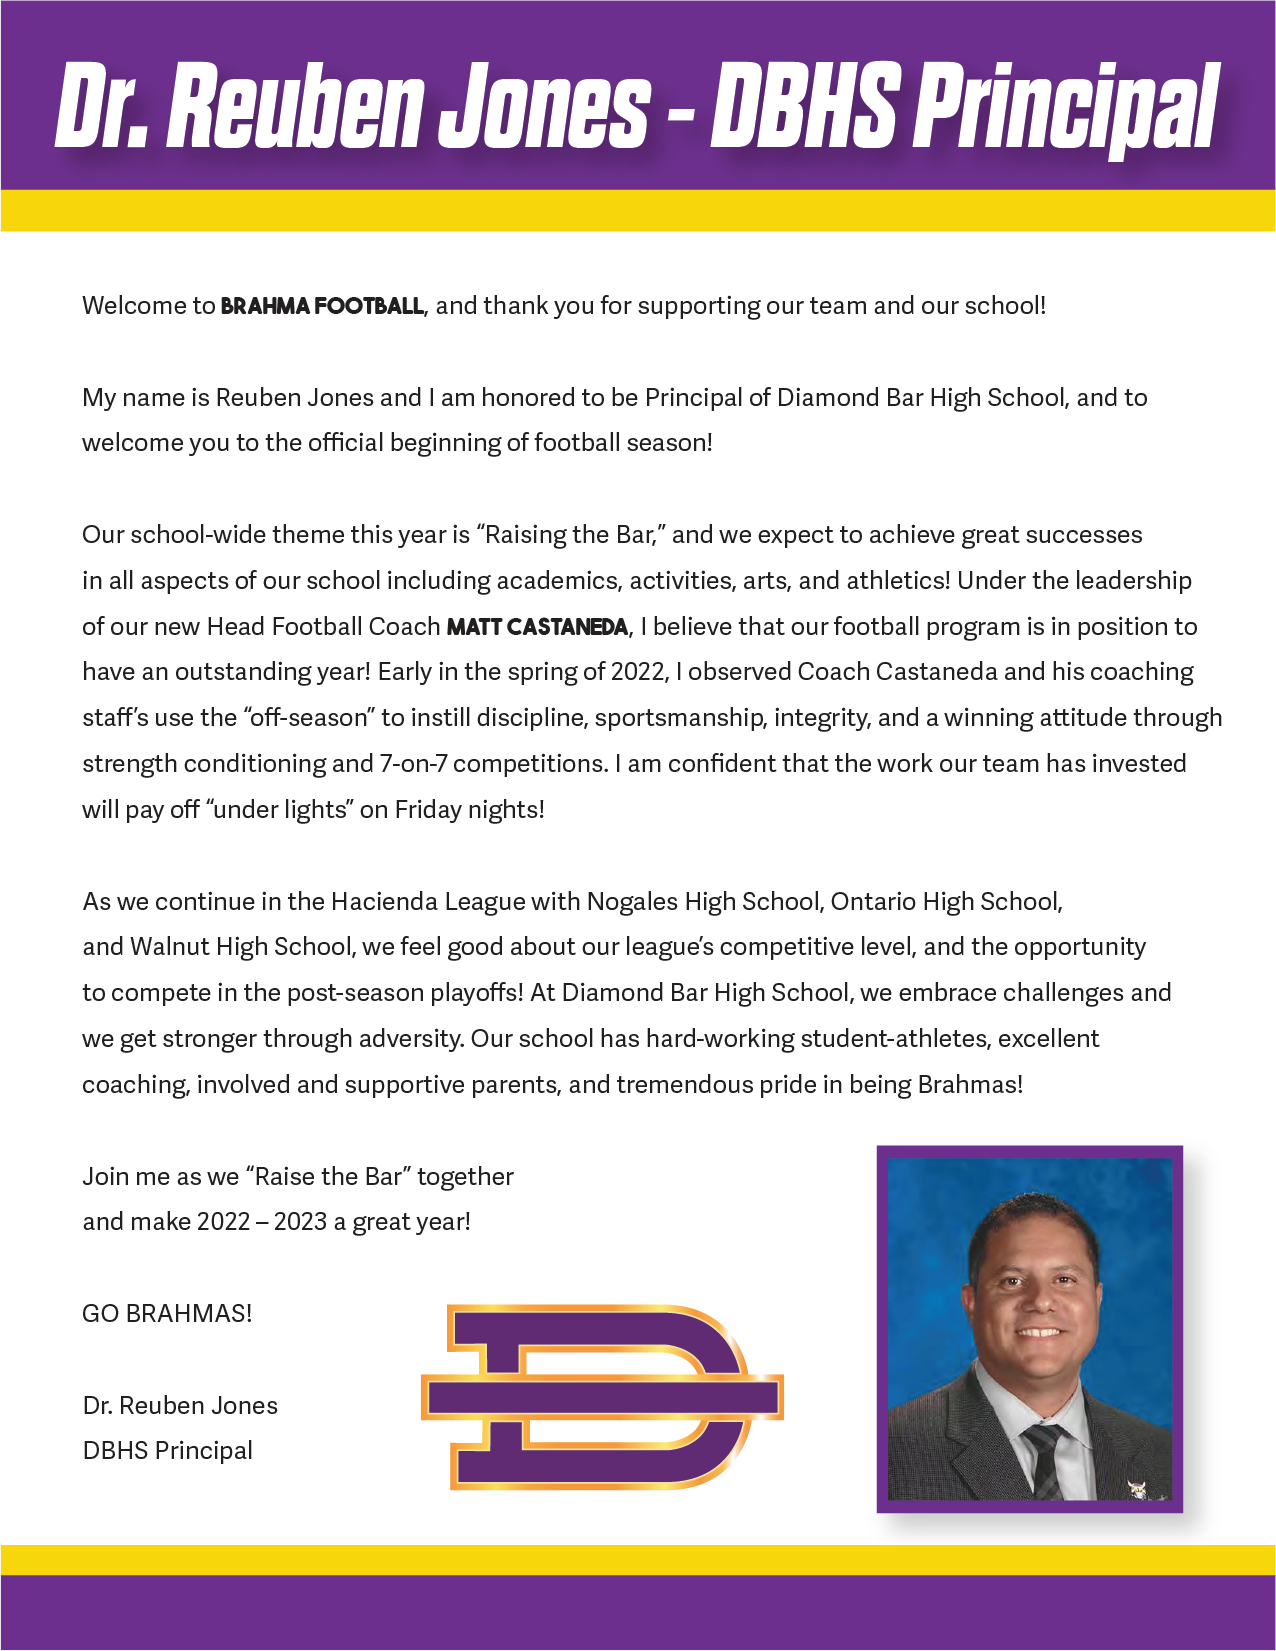 Dr. Reuben Jones - DBHS Principal
Welcome to BRAHMA FOOTBALL, and thank you for supporting our team and our school!
My name is Reuben Jones and I am honored to be Principal of Diamond Bar High School, and to
welcome you to the official beginning of football season!
Our school-wide theme this year is “Raising the Bar,” and we expect to achieve great successes
in all aspects of our school including academics, activities, arts, and athletics! Under the leadership
of our new Head Football Coach MATT CASTANEDA, I believe that our football program is in position to
have an outstanding year! Early in the spring of 2022, I observed Coach Castaneda and his coaching
staff’s use the “off-season” to instill discipline, sportsmanship, integrity, and a winning attitude through
strength conditioning and 7-on-7 competitions. I am confident that the work our team has invested
will pay off “under lights” on Friday nights!
As we continue in the Hacienda League with Nogales High School, Ontario High School,
and Walnut High School, we feel good about our league’s competitive level, and the opportunity
to compete in the post-season playoffs! At Diamond Bar High School, we embrace challenges and
we get stronger through adversity. Our school has hard-working student-athletes, excellent
coaching, involved and supportive parents, and tremendous pride in being Brahmas!
Join me as we “Raise the Bar” together
and make 2022 – 2023 a great year!
GO BRAHMAS!
Dr. Reuben Jones
DBHS Principal
D